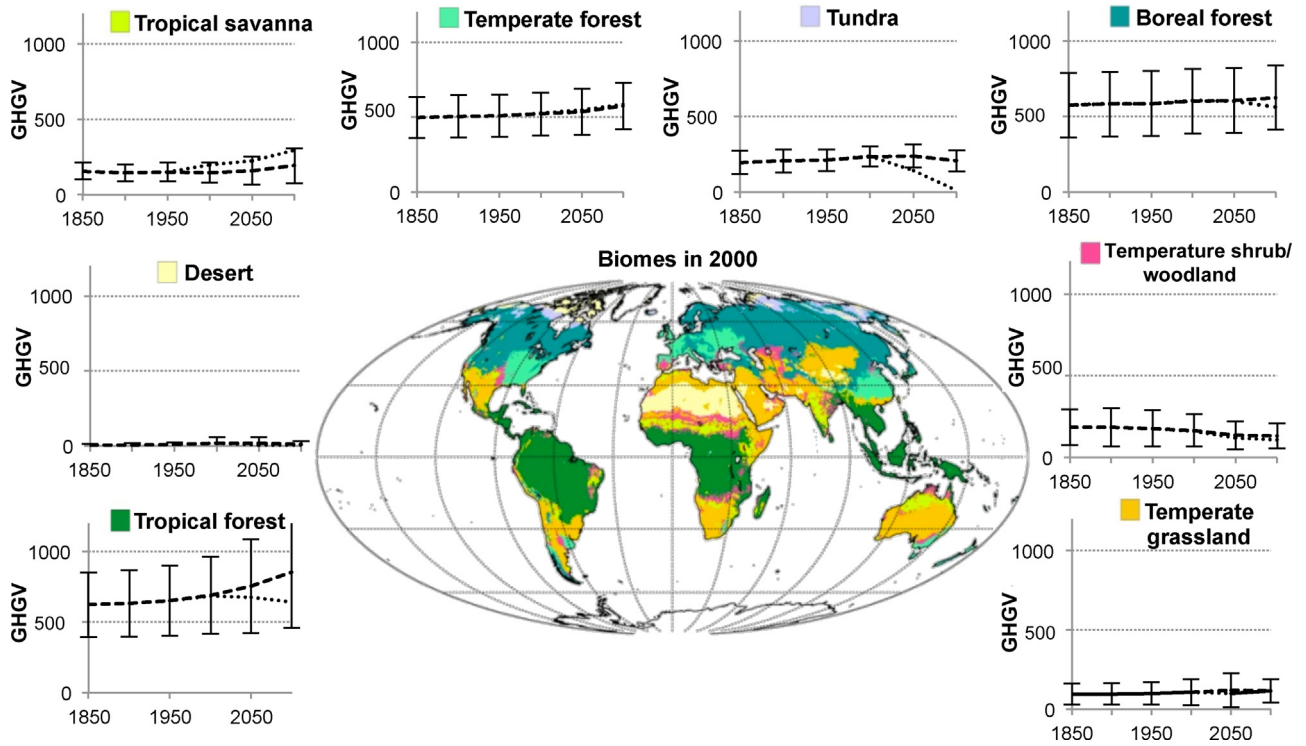 Tropical savanna
1000
500
0
GHGV
1850
1950
2050
Temperate forest
1000
500
0
GHGV
1850
1950
2050
Tundra
1000
500
0
GHGV
1850
1950
2050
Boreal forest
1000
500
0
GHGV
1850
1950
2050
Desert
1000
500
0
GHGV
1850
1950
2050
Biomes in 2000
Temperature shrub/
woodland
1000
500
0
GHGV
1850
1950
2050
Tropical forest
1000
500
0
GHGV
1850
1950
2050
Temperate
grassland
1000
500
0
GHGV
1850
1950
2050